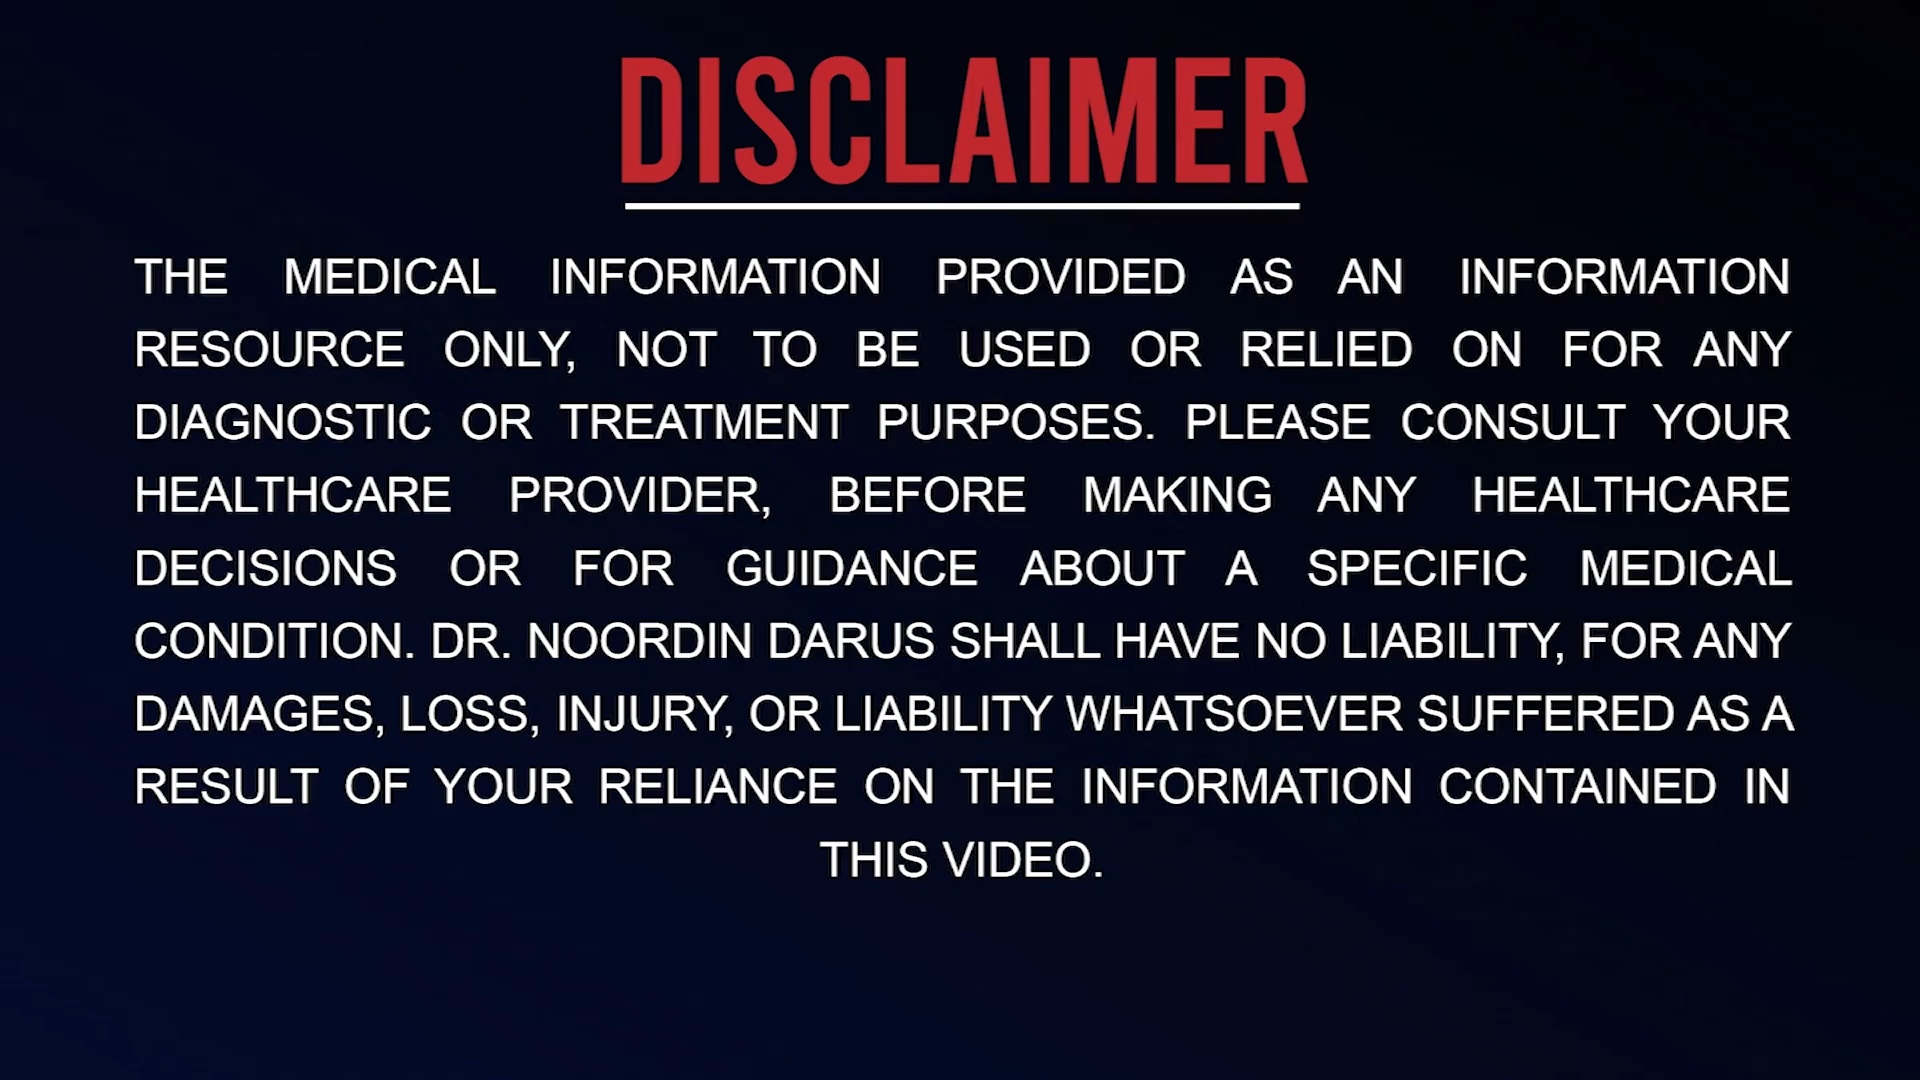 DISCLAIMER
THE MEDICAL INFORMATION PROVIDED AS AN INFORMATION
RESOURCE ONLY, NOT TO BE USED OR RELIED ON FOR ANY
DIAGNOSTIC OR TREATMENT PURPOSES. PLEASE CONSULT YOUR
HEALTHCARE PROVIDER, BEFORE MAKING ANY HEALTHCARE
DECISIONS OR FOR GUIDANCE ABOUT A SPECIFIC MEDICAL
CONDITION. DR. NOORDIN DARUS SHALL HAVE NO LIABILITY, FOR ANY
DAMAGES, LOSS, INJURY, OR LIABILITY WHATSOEVER SUFFERED AS A
RESULT OF YOUR RELIANCE ON THE INFORMATION CONTAINED IN
THIS VIDEO.